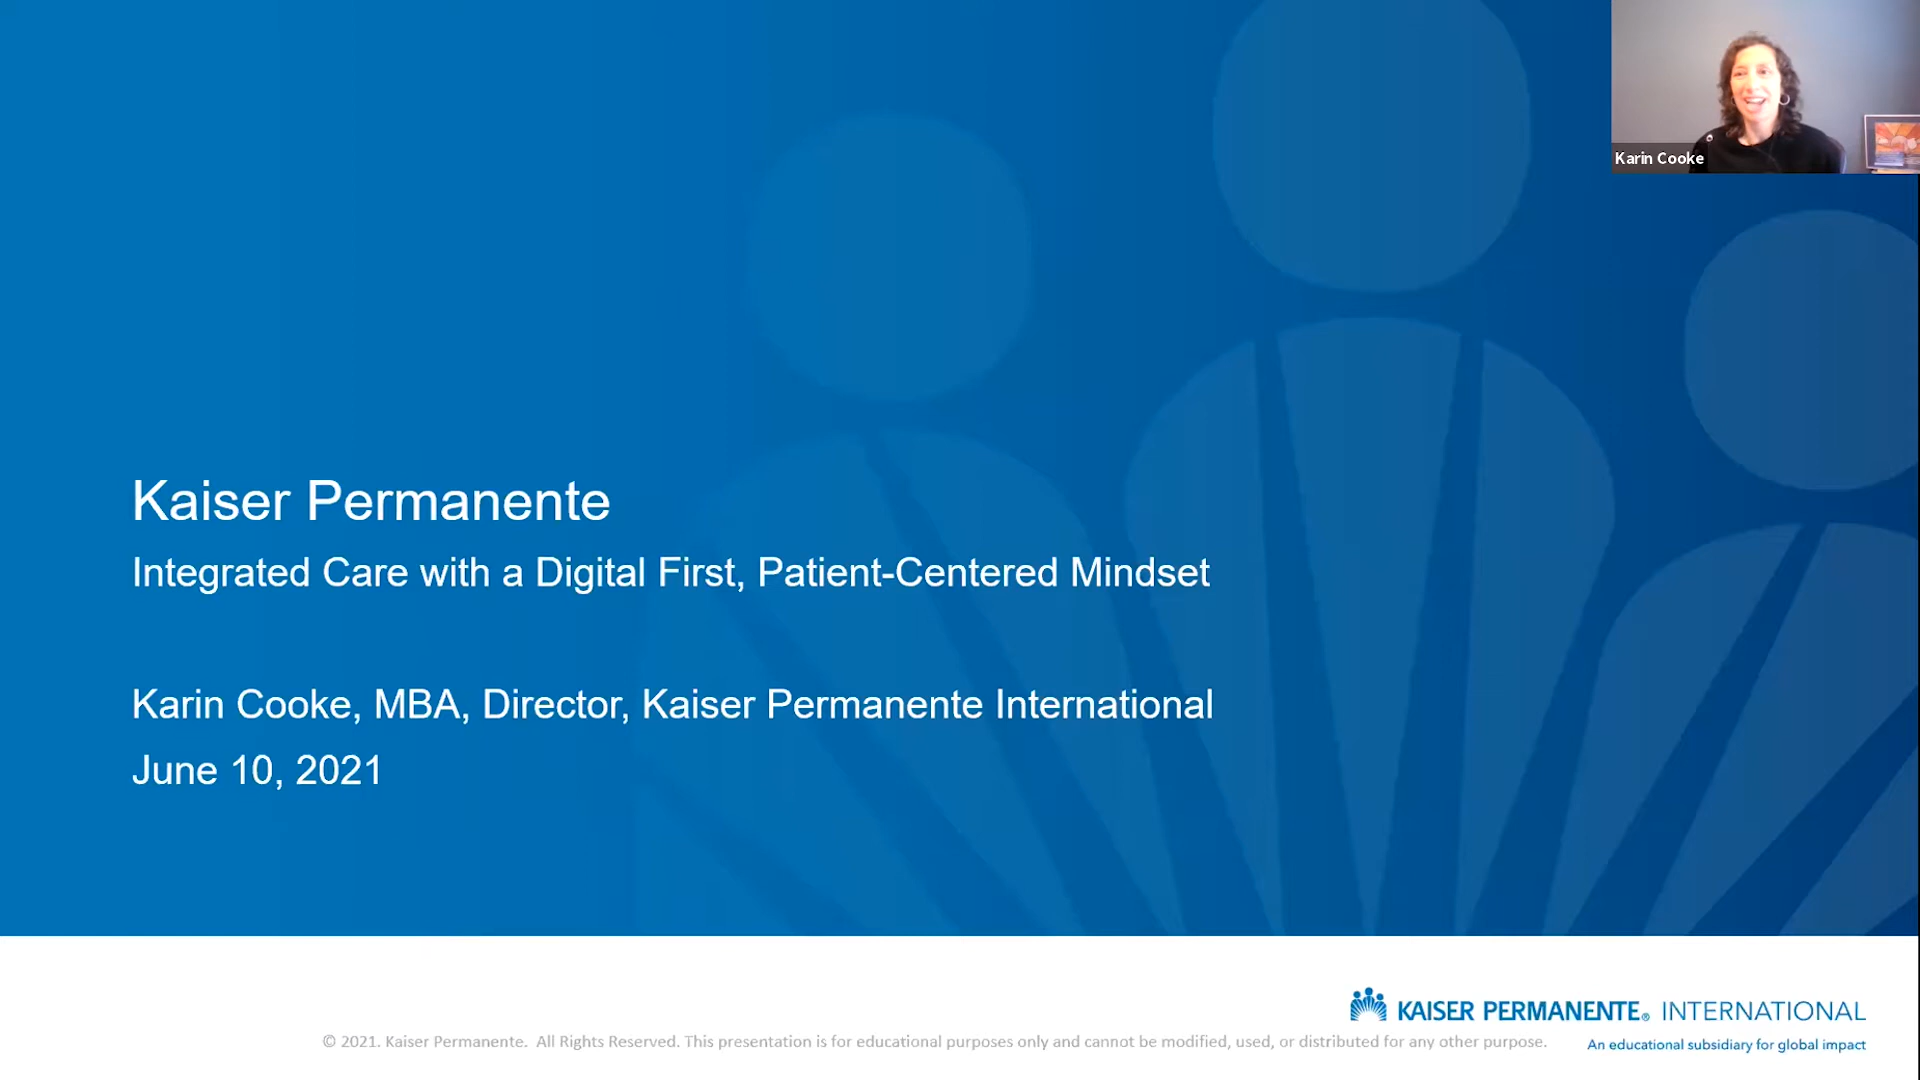 Karin Cooke
Kaiser Permanente
Integrated Care with a Digital First, Patient-Centered Mindset
Karin Cooke, MBA, Director, Kaiser Permanente International
June 10, 2021
KAISER PERMANENTE® INTERNATIONAL
© 2021. Kaiser Permanente. All Rights Reserved. This presentation is for educational purposes only and cannot be modified, used, or distributed for any other purpose.
An educational subsidiary for global impact